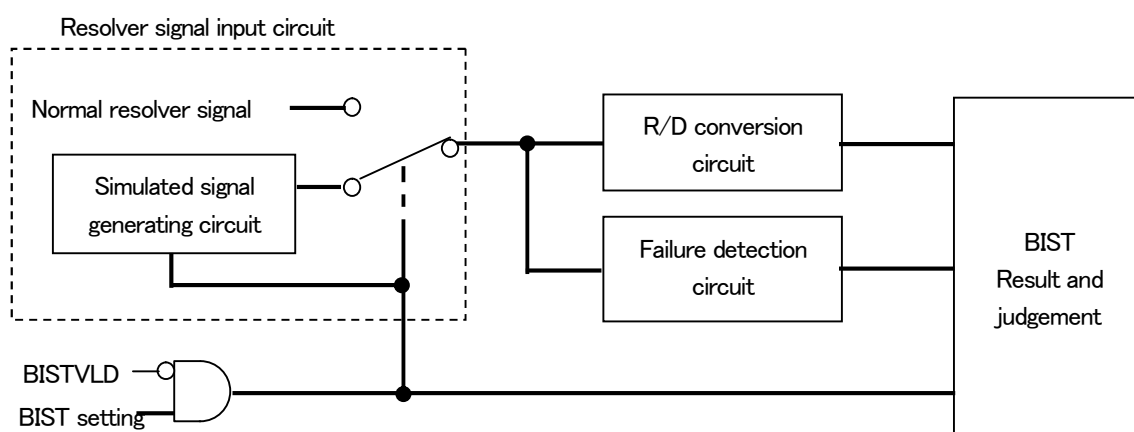 Resolver signal input circuit
Normal resolver signal
Simulated signal
generating circuit
R/D conversion
circuit
Failure detection
circuit
BIST
Result and
judgement
BISTVLD
BIST setting